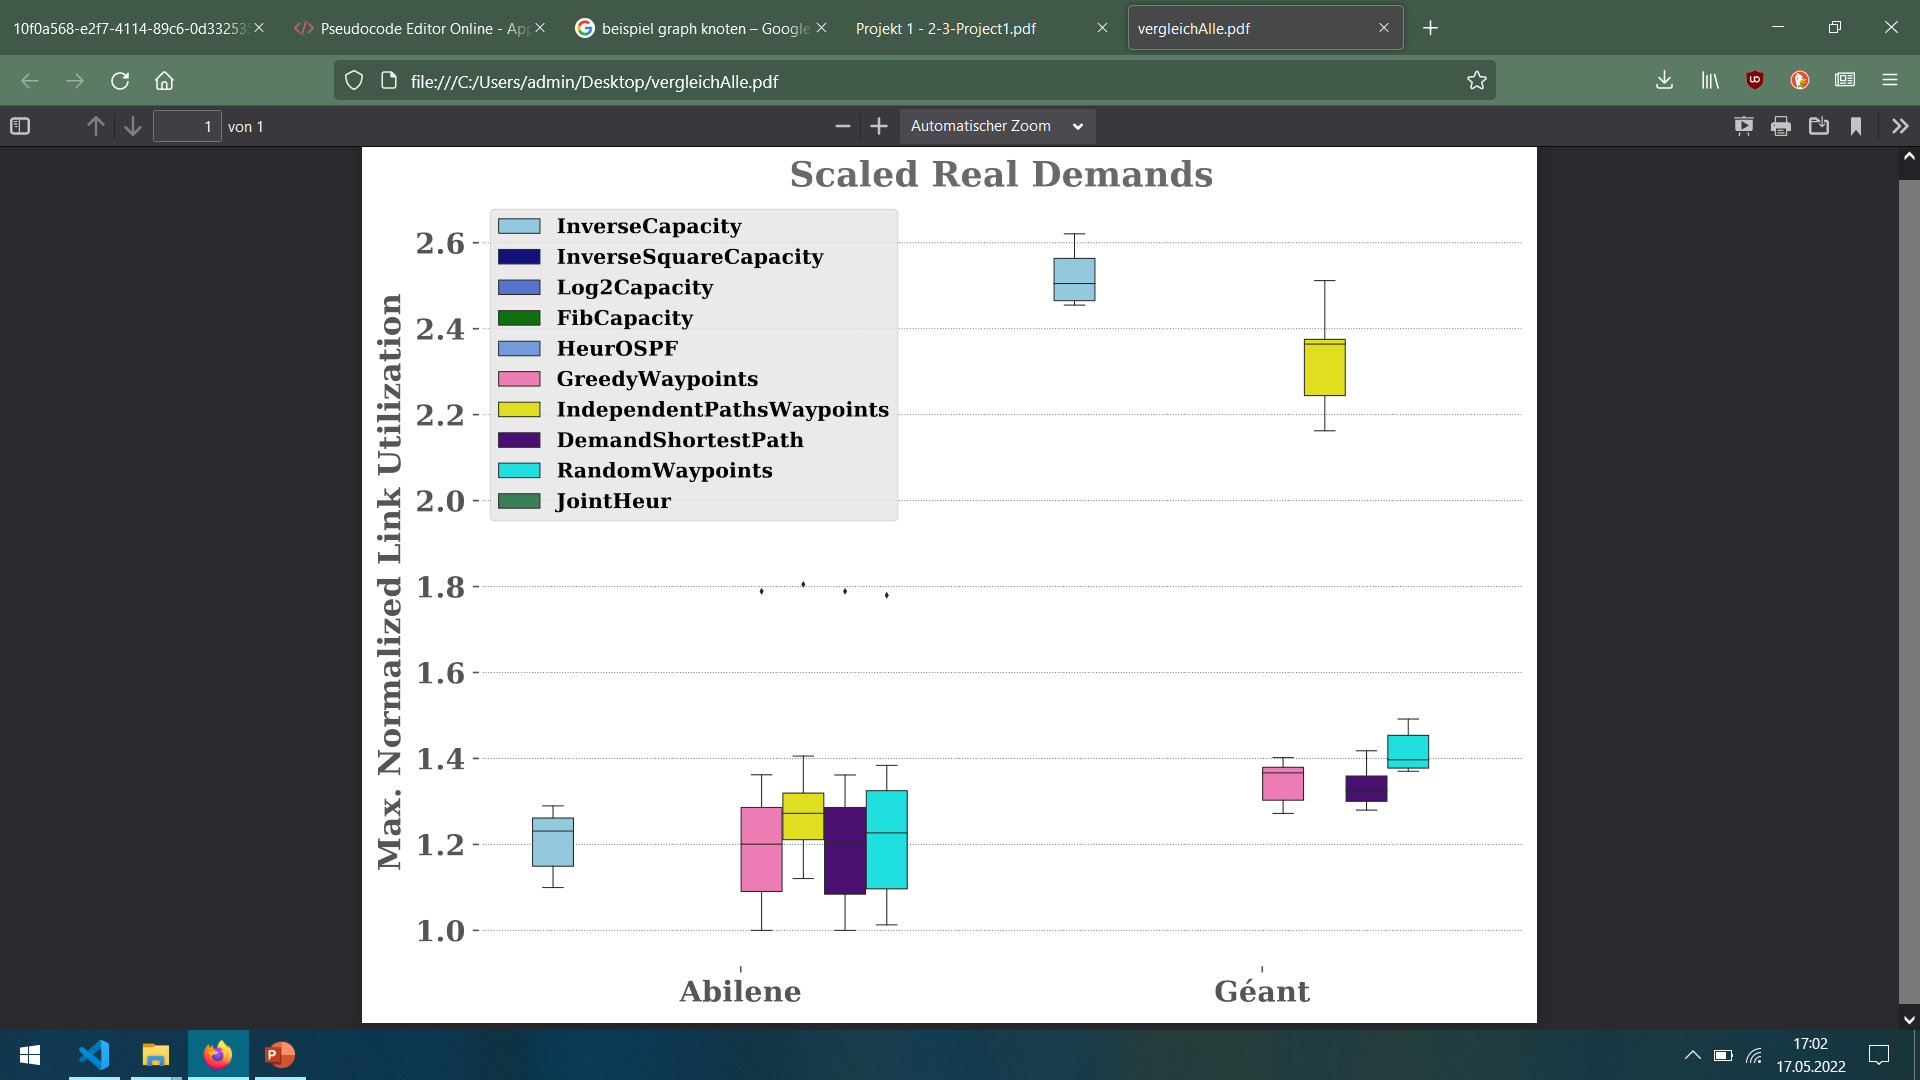 10f0a568-e2f7-4114-89c6-0d33253
Pseudocode Editor Online - App
beispiel graph knoten – Google
Projekt 1 - 2-3-Project1.pdf
vergleichAlle.pdf
file:///C:/Users/admin/Desktop/vergleichAlle.pdf
1 von 1
Automatischer Zoom
Scaled Real Demands
Max. Normalized Link Utilization
2.6
2.4
2.2
2.0
1.8
1.6
1.4
1.2
1.0
InverseCapacity
InverseSquareCapacity
Log2Capacity
FibCapacity
HeurOSPF
GreedyWaypoints
IndependentPathsWaypoints
DemandShortestPath
RandomWaypoints
JointHeur
Abilene
Géant
17:02
17.05.2022